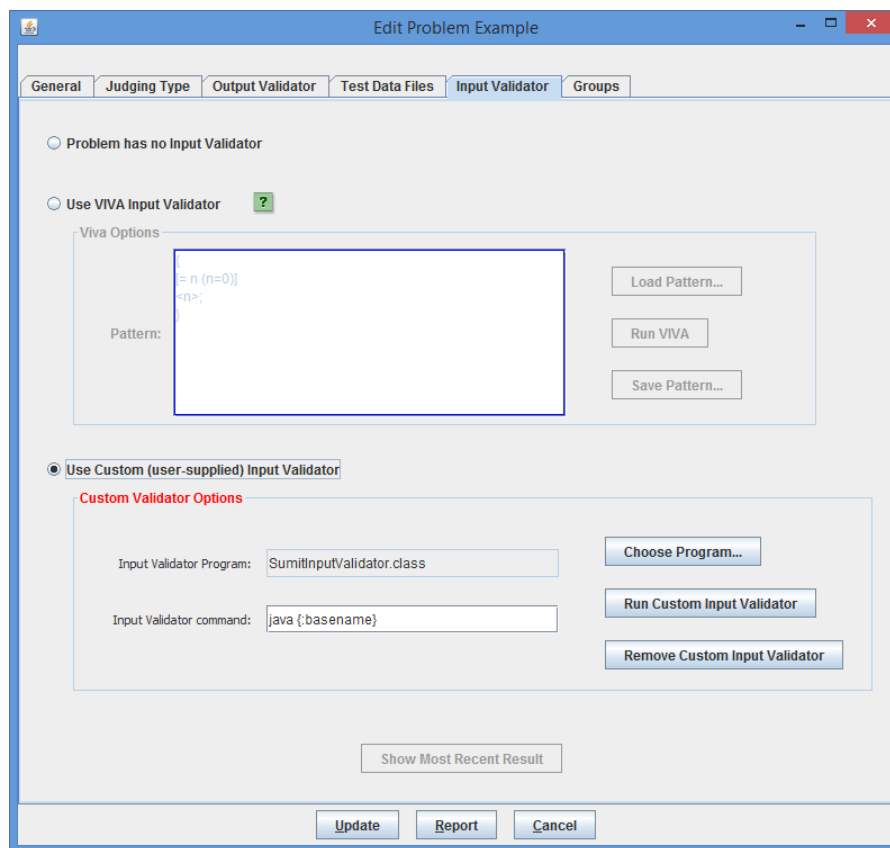 Edit Problem Example
General Judging Type Output Validator Test Data Files Input Validator Groups
Problem has no Input Validator
Use VIVA Input Validator ?
Viva Options
{
[= n (n=0)]
<n>;
}
Pattern:
Load Pattern...
Run VIVA
Save Pattern...
Use Custom (user-supplied) Input Validator
Custom Validator Options
Input Validator Program: SumitInputValidator.class
Choose Program...
Input Validator command: java {:basename}
Run Custom Input Validator
Remove Custom Input Validator
Show Most Recent Result
Update Report Cancel